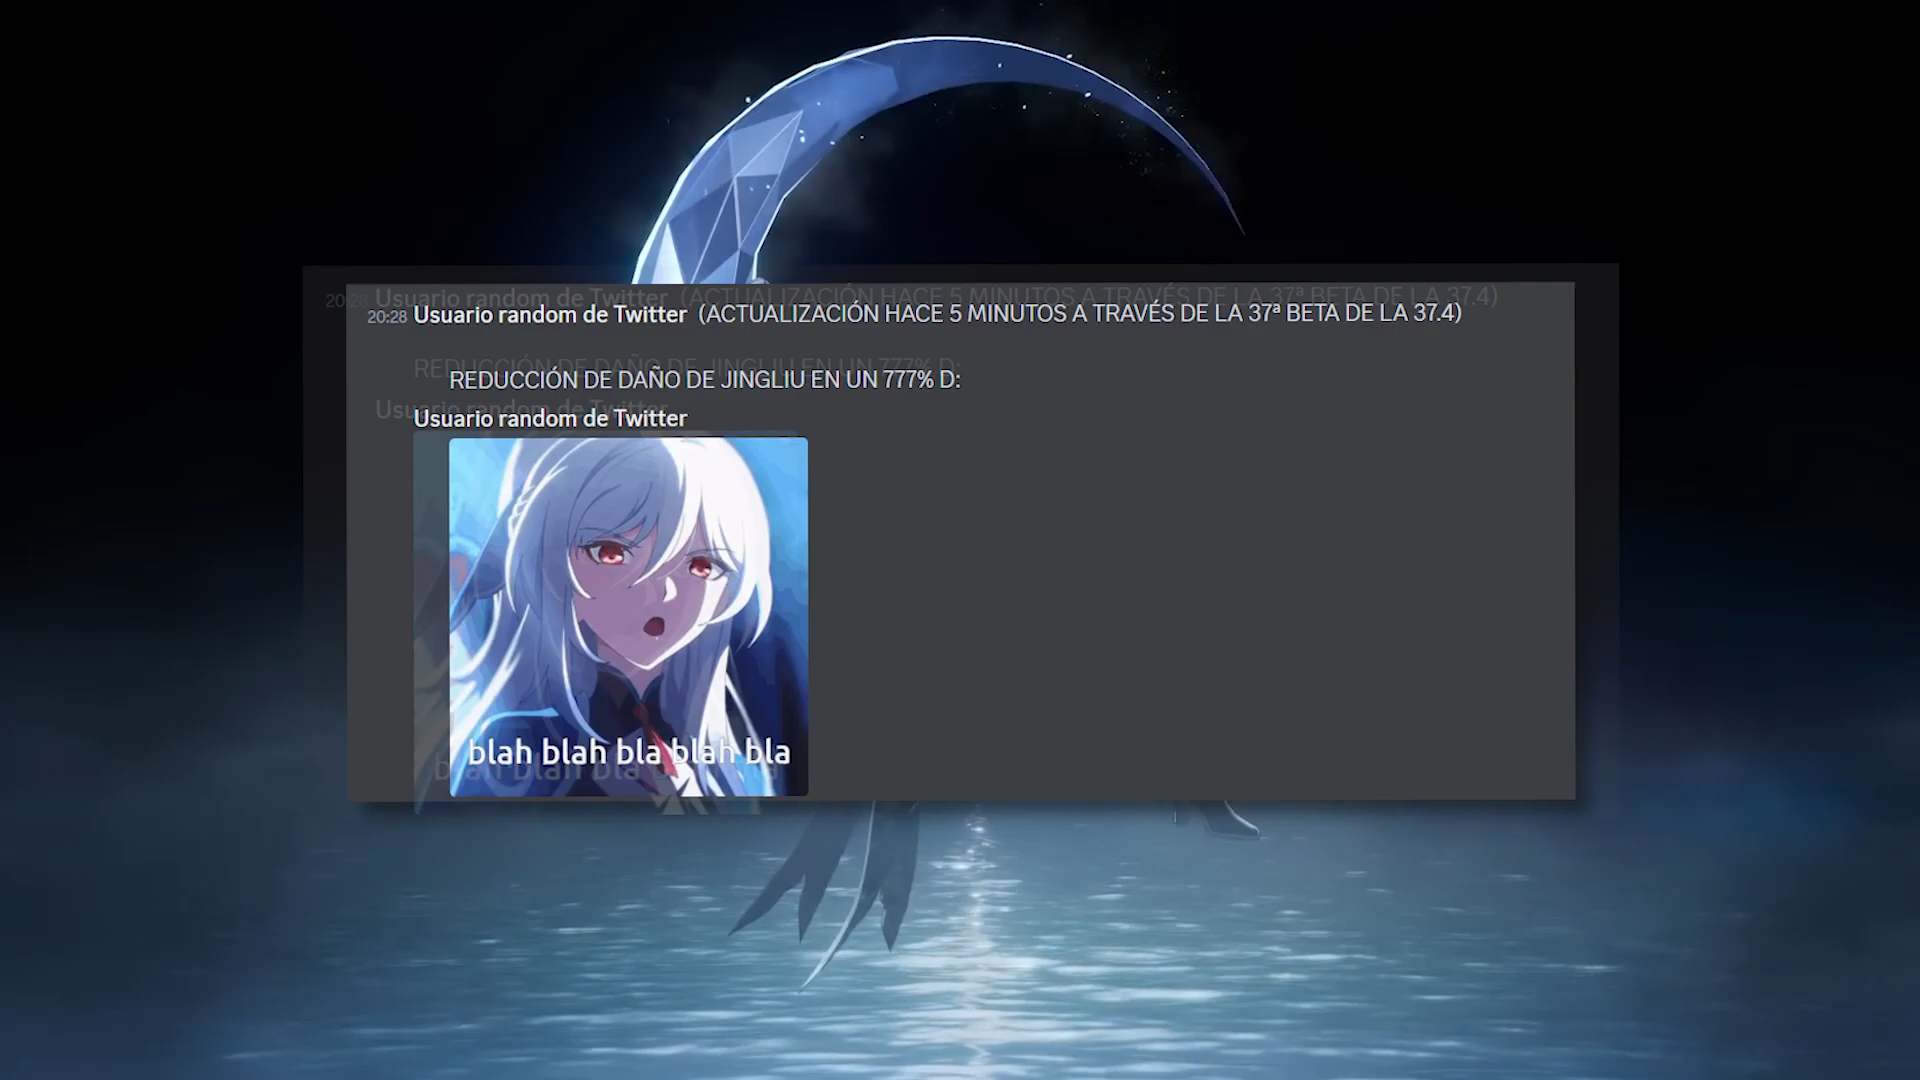 20:28 Usuario random de Twitter (ACTUALIZACIÓN HACE 5 MINUTOS A TRAVÉS DE LA 37ª BETA DE LA 37.4)
REDUCCIÓN DE DAÑO DE JINGLIU EN UN 777% D:
Usuario random de Twitter
blah blah bla blah bla